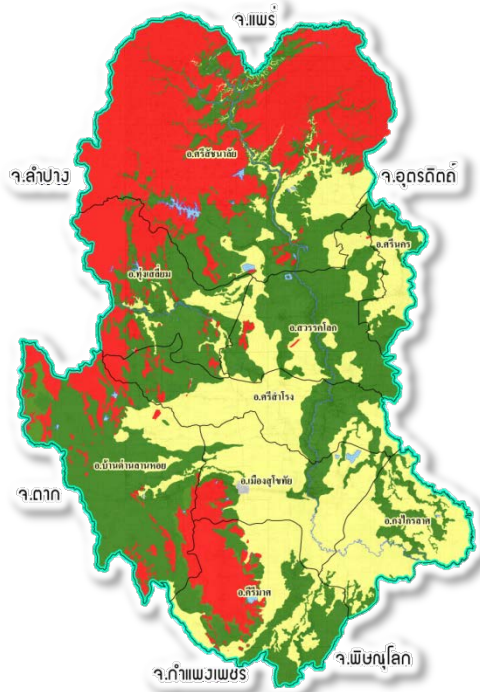 จ.แพร่
อ.ศรีสัชนาลัย
จ.ลำปาง
จ.อุตรดิตถ์
อ.ศรีนคร
อ.ทุ่งเสลี่ยม
อ.สวรรคโลก
อ.ศรีสำโรง
อ.บ้านด่านลานหอย
อ.เมืองสุโขทัย
จ.ตาก
อ.กงไกรลาศ
อ.คีรีมาศ
จ.พิษณุโลก
จ.กำแพงเพชร